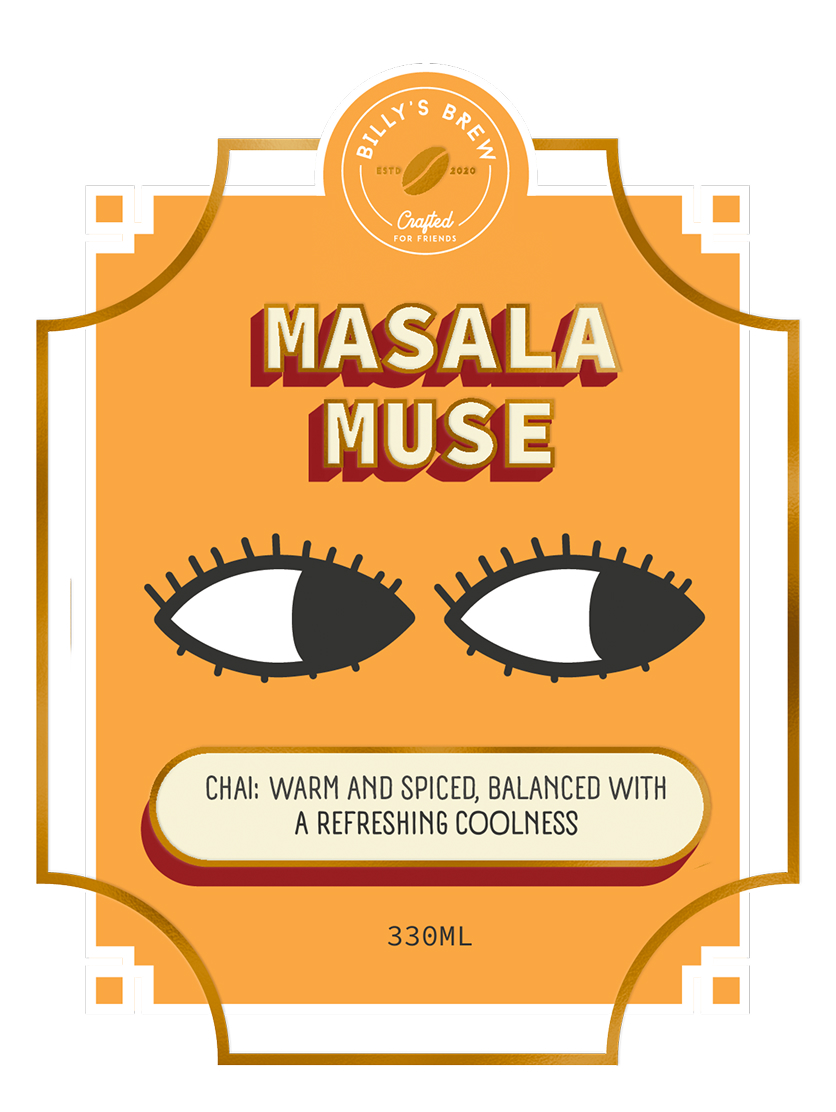 BILLY'S BREW
ESTD 2020
Crafted
FOR FRIENDS
MASALA
MUSE
CHAI: WARM AND SPICED, BALANCED WITH
A REFRESHING COOLNESS
330ML